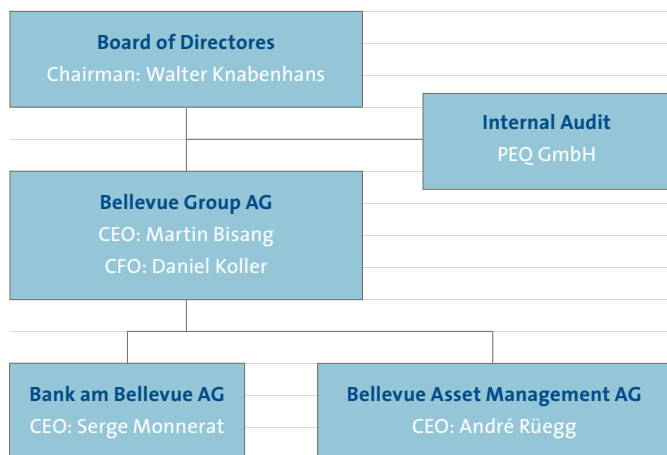 Board of Directores
Chairman: Walter Knabenhans
Internal Audit
PEQ GmbH
Bellevue Group AG
CEO: Martin Bisang
CFO: Daniel Koller
Bank am Bellevue AG
CEO: Serge Monnerat
Bellevue Asset Management AG
CEO: André Rüegg